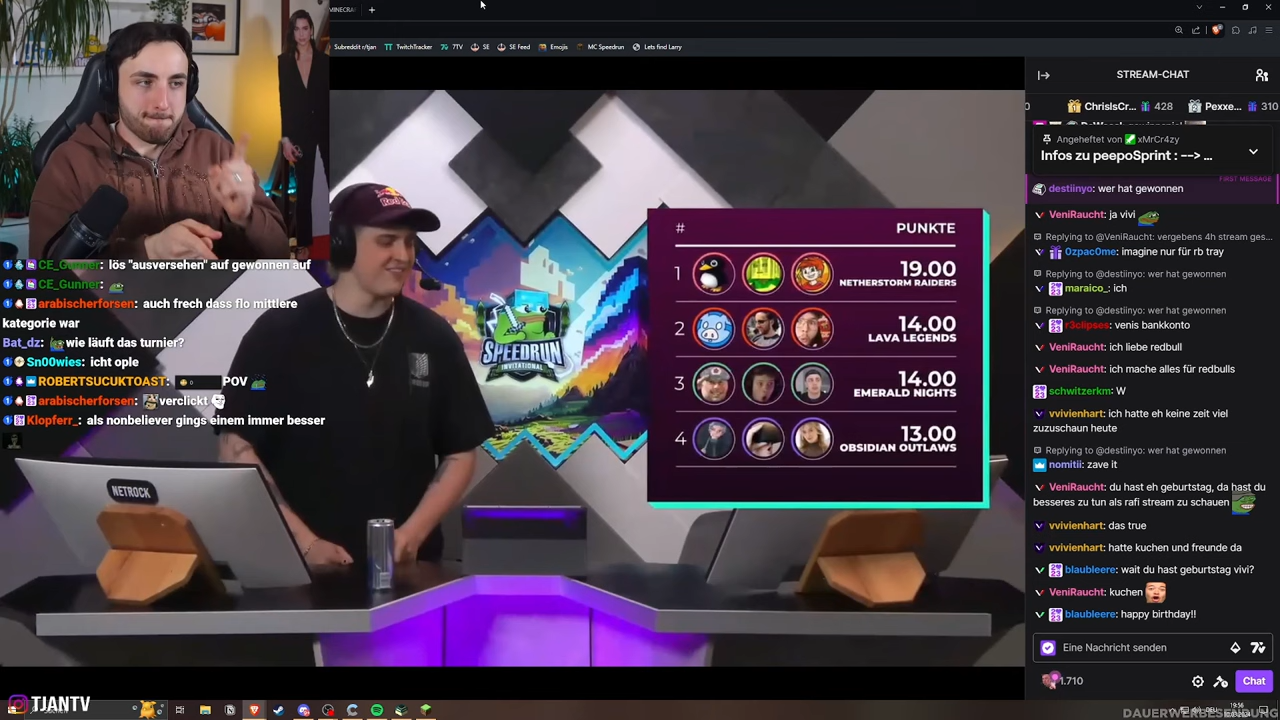 MINECRA
Subreddit r/tjan TwitchTracker 7TV SE SE Feed Emojis MC Speedrun Lets find Larry
STREAM-CHAT
ChrisIsCr... 428 Pexxe... 310
Angeheftet von xMrCr4zy
Infos zu peepoSprint : --> ...
FIRST MESSAGE
destiinyo: wer hat gewonnen
VeniRaucht: ja vivi
Replying to @VeniRaucht: vergebens 4h stream ges...
0zpac0me: imagine nur für rb tray
Replying to @destiinyo: wer hat gewonnen
maraico_: ich
Replying to @destiinyo: wer hat gewonnen
r3clipses: venis bankkonto
VeniRaucht: ich liebe redbull
VeniRaucht: ich mache alles für redbulls
schwitzerkm: W
vvivienhart: ich hatte eh keine zeit viel
zuzuschaun heute
Replying to @destiinyo: wer hat gewonnen
nomitii: zave it
VeniRaucht: du hast eh geburtstag, da hast du
besseres zu tun als rafi stream zu schauen
vvivienhart: das true
vvivienhart: hatte kuchen und freunde da
blaubleere: wait du hast geburtstag vivi?
VeniRaucht: kuchen
blaubleere: happy birthday!!
Eine Nachricht senden
1.710
Chat
CE_Gunner: lös "ausversehen" auf gewonnen auf
CE_Gunner:
arabischerforsen: auch frech dass flo mittlere
kategorie war
Bat_dz: wie läuft das turnier?
Sn00wies: icht ople
ROBERTSUCUKTOAST: POV
arabischerforsen: verclickt
Klopferr_: als nonbeliever gings einem immer besser
Red Bull
SPEEDRUN
INVITATIONAL
# PUNKTE
1 19.00
NETHERSTORM RAIDERS
2 14.00
LAVA LEGENDS
3 14.00
EMERALD NIGHTS
4 13.00
OBSIDIAN OUTLAWS
NETROCK
TJANTV
19:56
DAUERWERBESENDUNG